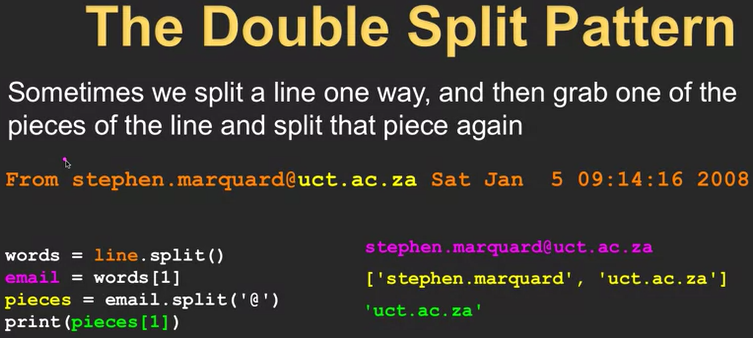 The Double Split Pattern
Sometimes we split a line one way, and then grab one of the
pieces of the line and split that piece again
From stephen.marquard@uct.ac.za Sat Jan  5 09:14:16 2008
words = line.split()
email = words[1]
pieces = email.split('@')
print(pieces[1])
stephen.marquard@uct.ac.za
['stephen.marquard', 'uct.ac.za']
'uct.ac.za'